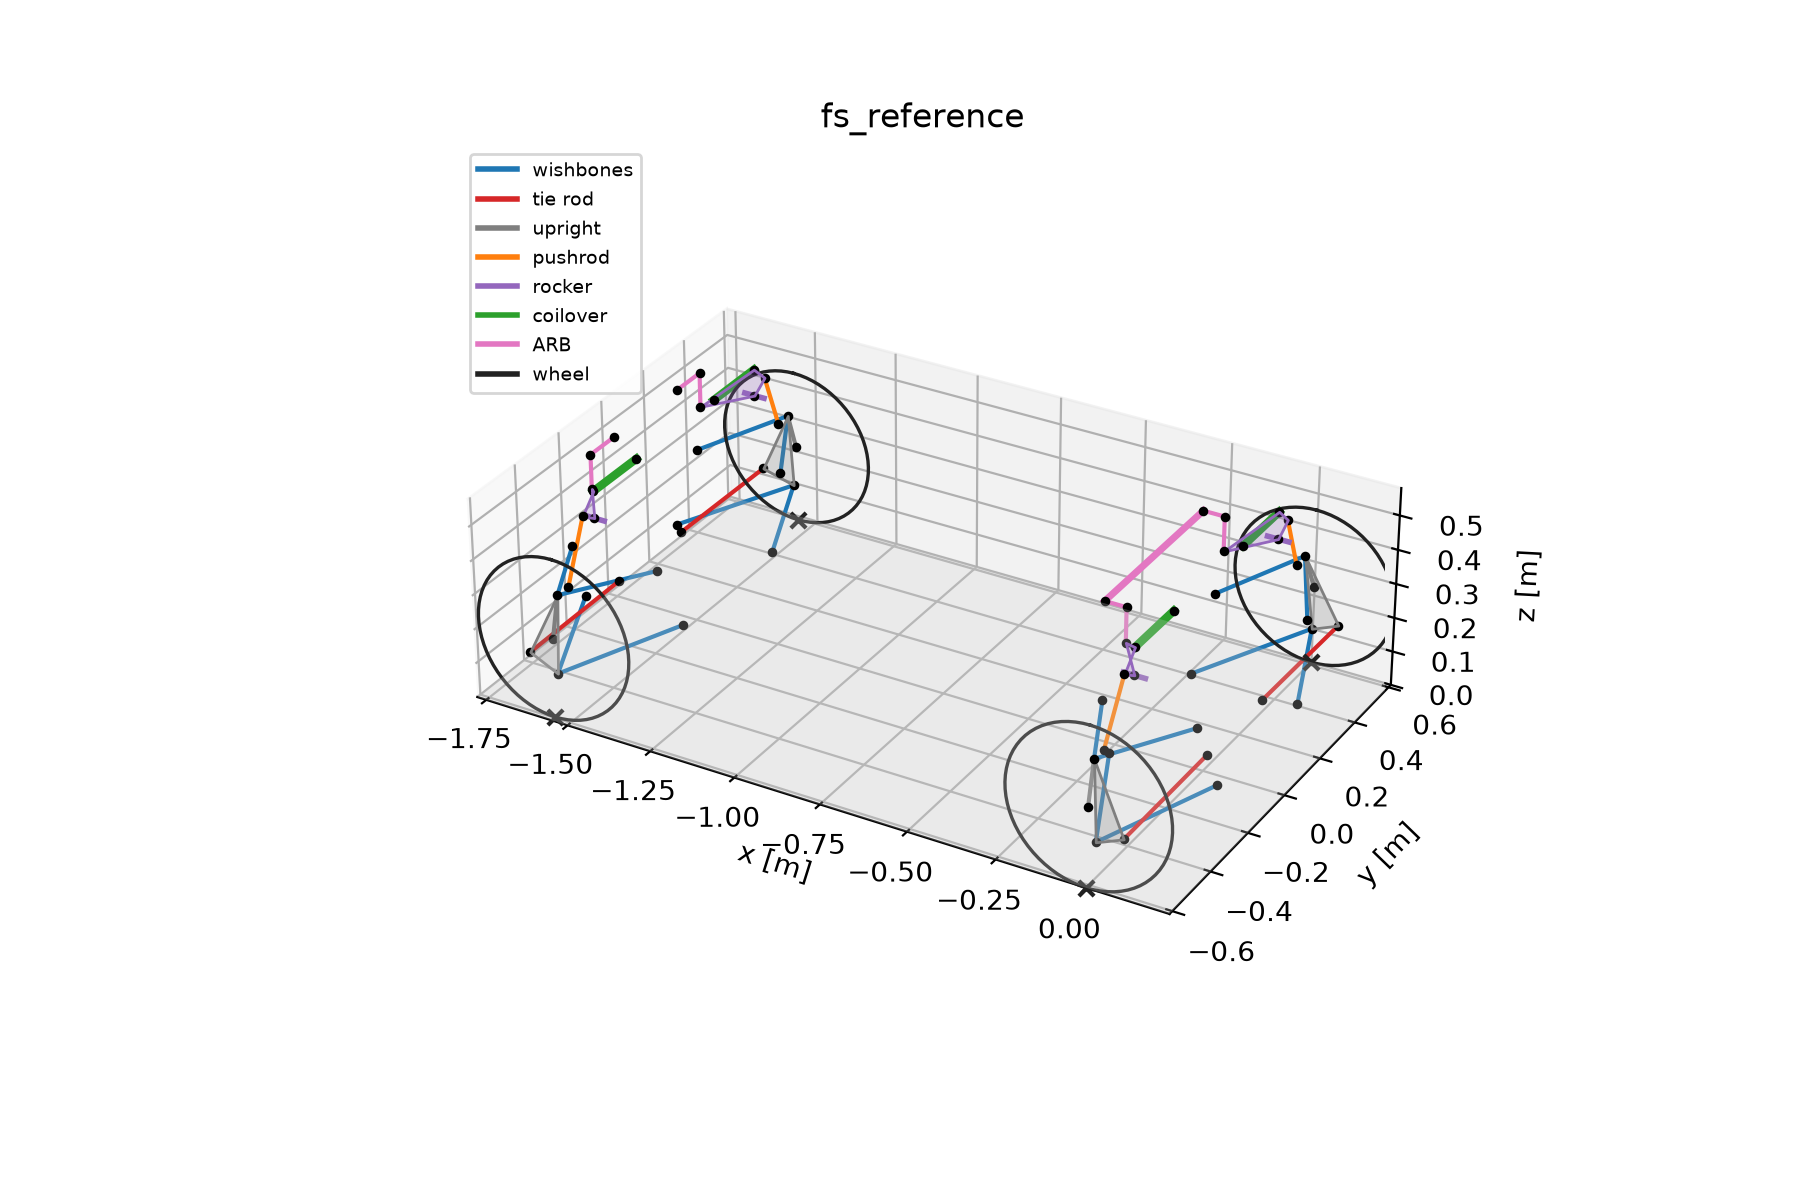 fs_reference
wishbones
tie rod
upright
pushrod
rocker
coilover
ARB
wheel
0.5
0.4
0.3
0.2
0.1
0.0
z [m]
−1.75
−1.50
−1.25
−1.00
−0.75
−0.50
−0.25
0.00
x [m]
0.6
0.4
0.2
0.0
−0.2
−0.4
−0.6
y [m]